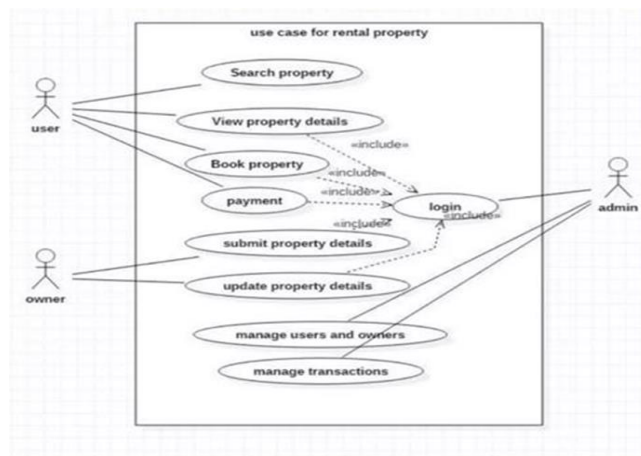 use case for rental property
Search property
user
View property details
«include»
Book property
«include»
payment
«include»
login
admin
«include»
«include»
submit property details
owner
update property details
manage users and owners
manage transactions